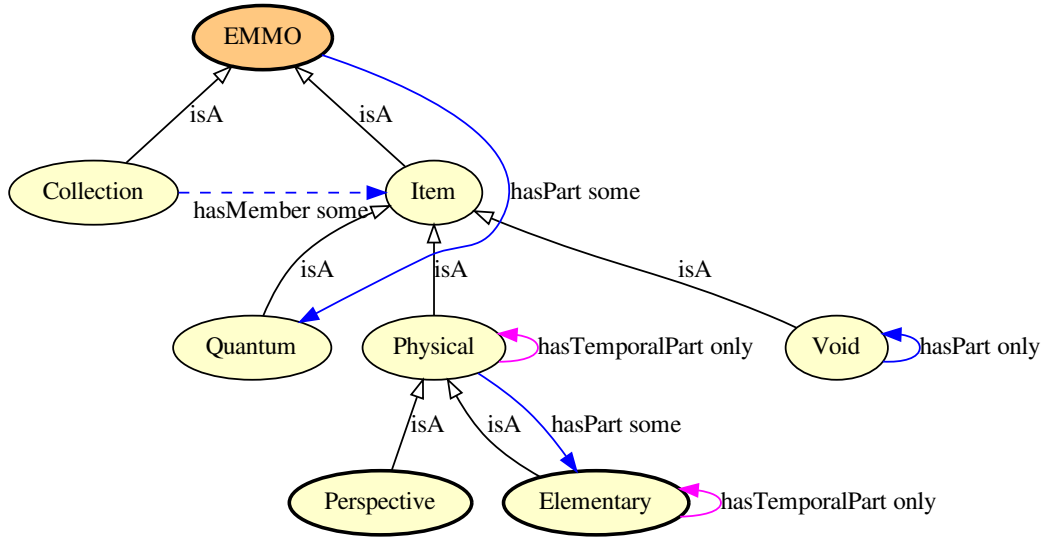 EMMO
isA
isA
Collection
Item
hasPart some
hasMember some
isA
isA
isA
Quantum
Physical
hasTemporalPart only
Void
hasPart only
isA
isA
hasPart some
Perspective
Elementary
hasTemporalPart only